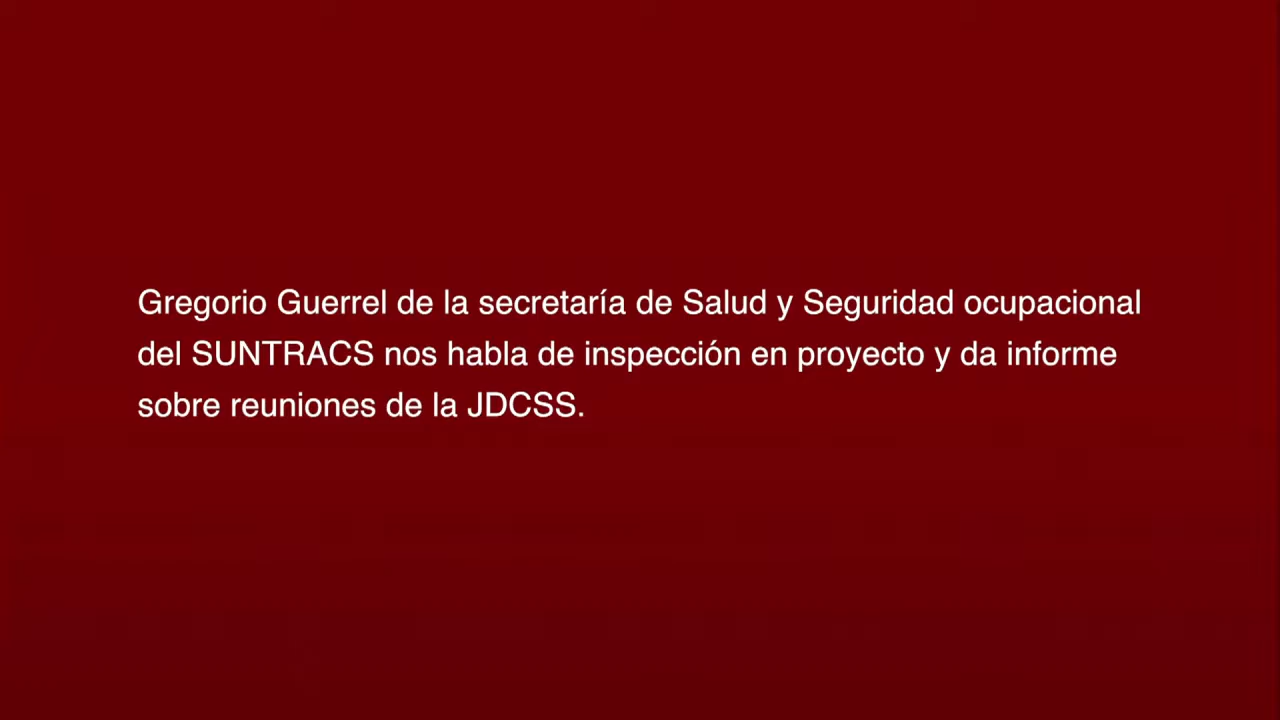 Gregorio Guerrel de la secretaría de Salud y Seguridad ocupacional
del SUNTRACS nos habla de inspección en proyecto y da informe
sobre reuniones de la JDCSS.